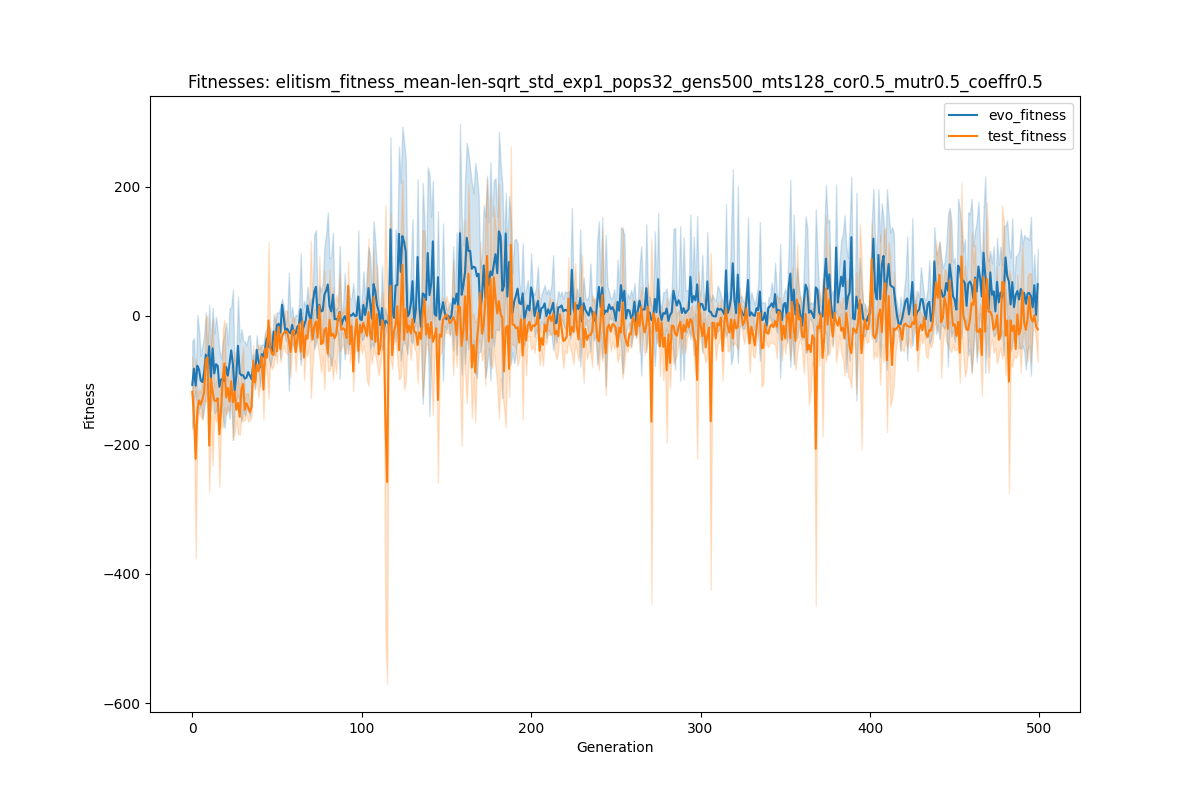 Fitnesses: elitism_fitness_mean-len-sqrt_std_exp1_pops32_gens500_mts128_cor0.5_mutr0.5_coeffr0.5
evo_fitness
test_fitness
200
0
−200
−400
−600
Fitness
0 100 200 300 400 500
Generation